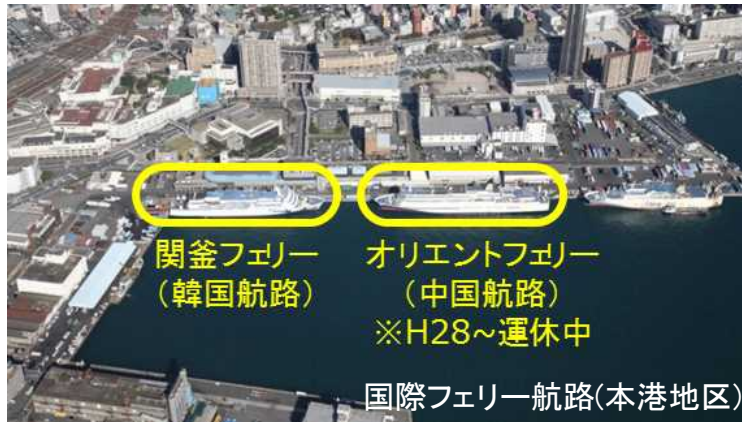 関釜フェリー
（韓国航路）
オリエントフェリー
（中国航路）
※H28～運休中
国際フェリー航路(本港地区)